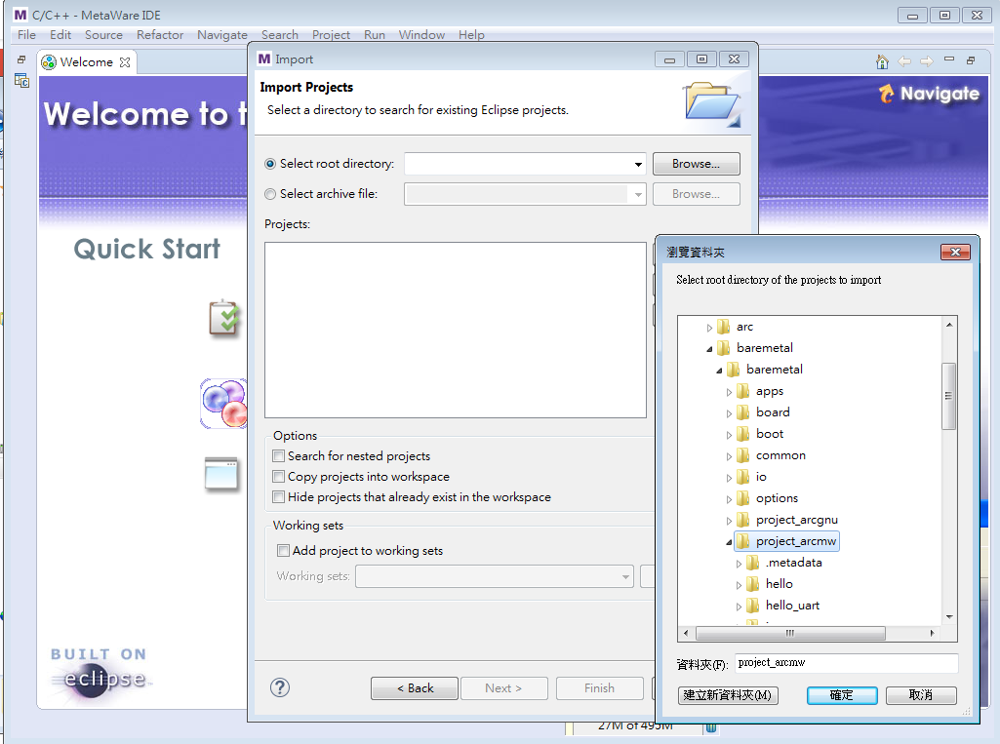 C/C++ - MetaWare IDE
File Edit Source Refactor Navigate Search Project Run Window Help
Welcome
Welcome to t
Navigate
Quick Start
BUILT ON
eclipse
Import
Import Projects
Select a directory to search for existing Eclipse projects.
Select root directory:
Browse...
Select archive file:
Browse...
Projects:
Options
Search for nested projects
Copy projects into workspace
Hide projects that already exist in the workspace
Working sets
Add project to working sets
Working sets:
< Back
Next >
Finish
瀏覽資料夾
Select root directory of the projects to import
arc
baremetal
baremetal
apps
board
boot
common
io
options
project_arcgnu
project_arcmw
.metadata
hello
hello_uart
資料夾(F):
project_arcmw
建立新資料夾(M)
確定
取消